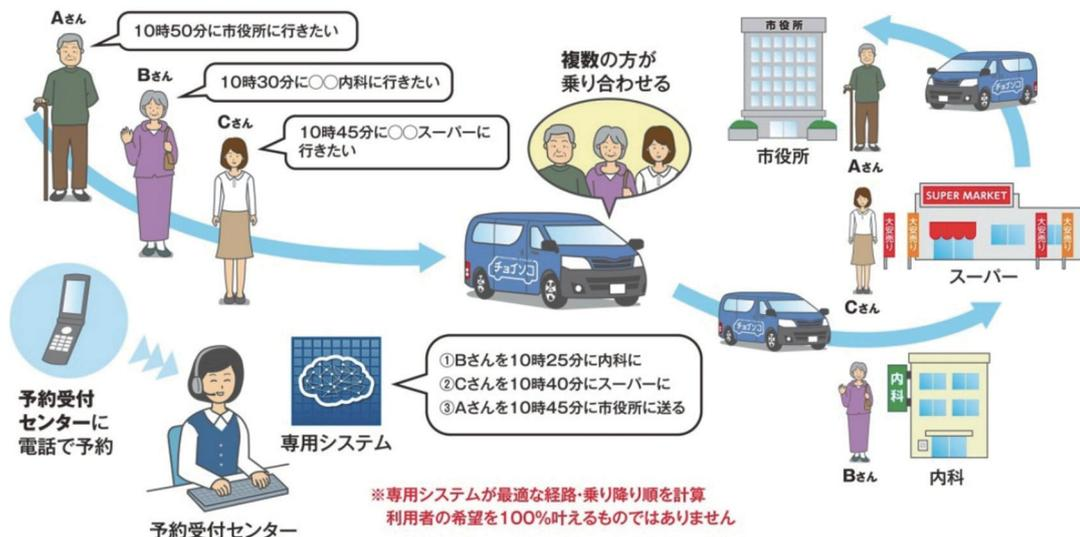 Aさん
10時50分に市役所に行きたい
Bさん
10時30分に○○内科に行きたい
Cさん
10時45分に○○スーパーに
行きたい
複数の方が
乗り合わせる
チョイソコ
予約受付
センターに
電話で予約
予約受付センター
専用システム
①Bさんを10時25分に内科に
②Cさんを10時40分にスーパーに
③Aさんを10時45分に市役所に送る
※専用システムが最適な経路・乗り降り順を計算
利用者の希望を100%叶えるものではありません
チョイソコ
内科
Bさん
内科
SUPER MARKET
大安売り
大安売り
大安売り
大安売り
スーパー
Cさん
市役所
市役所
Aさん
チョイソコ